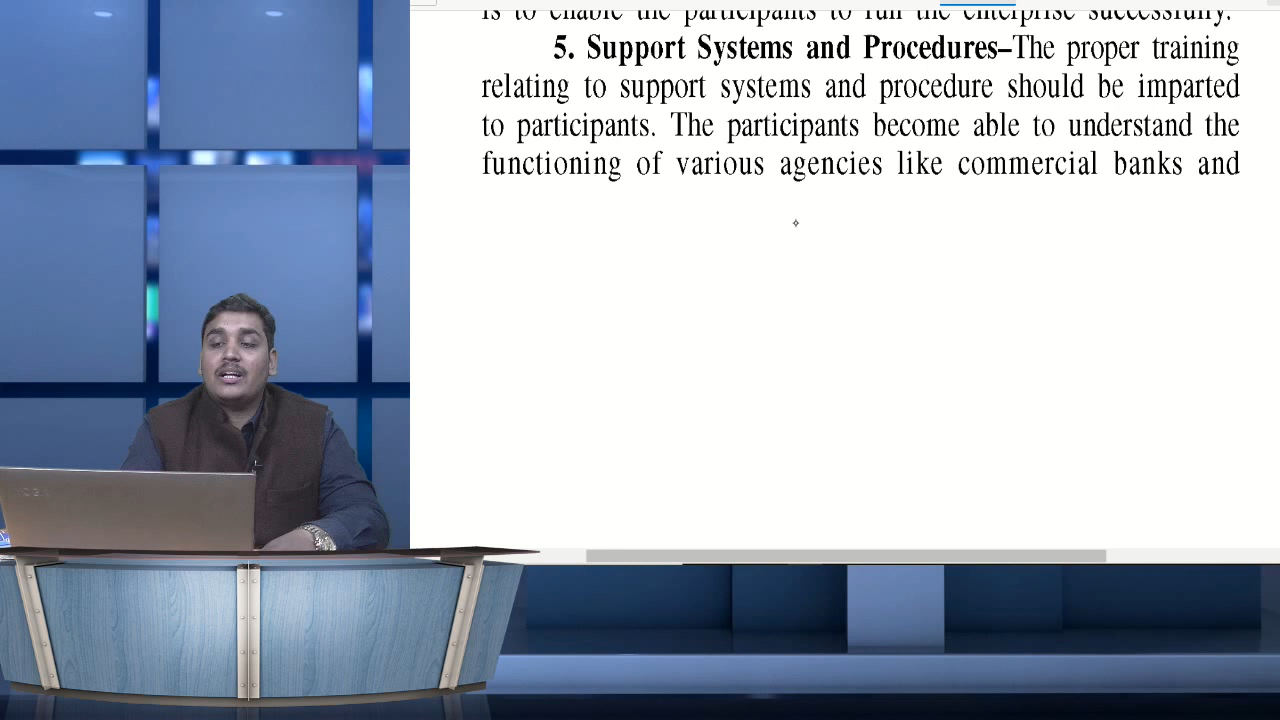 is to enable the participants to run the enterprise successfully.
5. Support Systems and Procedures–The proper training
relating to support systems and procedure should be imparted
to participants. The participants become able to understand the
functioning of various agencies like commercial banks and